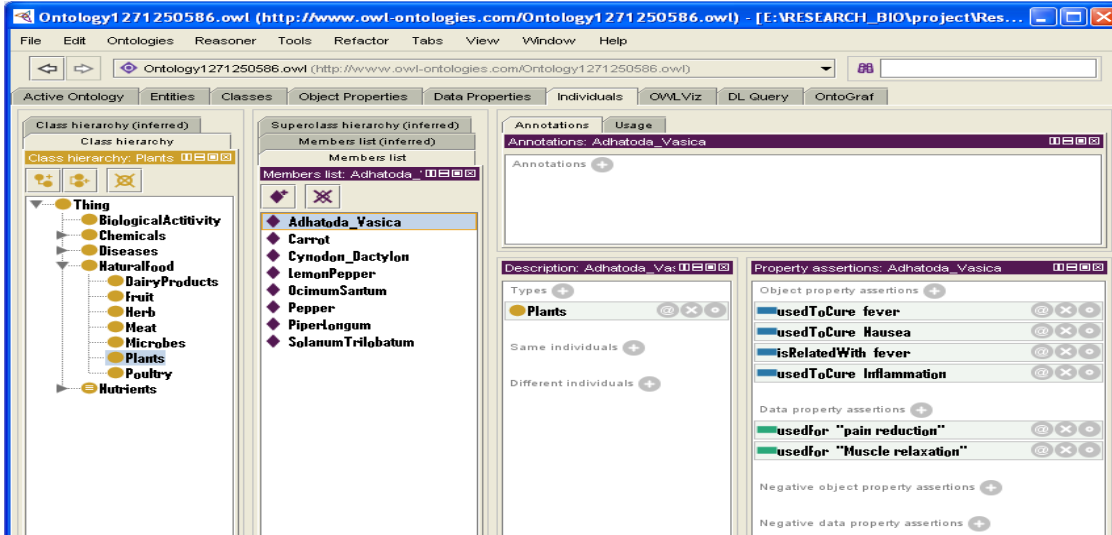 Ontology1271250586.owl (http://www.owl-ontologies.com/Ontology1271250586.owl) - [E:\RESEARCH_BIO\project\Res...
File Edit Ontologies Reasoner Tools Refactor Tabs View Window Help
Ontology1271250586.owl (http://www.owl-ontologies.com/Ontology1271250586.owl)
Active Ontology Entities Classes Object Properties Data Properties Individuals OWLViz DL Query OntoGraf
Class hierarchy (inferred)
Class hierarchy
Class hierarchy: Plants
Thing
BiologicalActitivity
Chemicals
Diseases
NaturalFood
DairyProducts
Fruit
Herb
Meat
Microbes
Plants
Poultry
Nutrients
Superclass hierarchy (inferred)
Members list (inferred)
Members list
Members list: Adhatoda_
Adhatoda_Vasica
Carrot
Cynodon_Dactylon
LemonPepper
OcimumSantum
Pepper
PiperLongum
SolanumTrilobatum
Annotations Usage
Annotations: Adhatoda_Vasica
Annotations
Description: Adhatoda_Vas
Types
Plants
Same individuals
Different individuals
Property assertions: Adhatoda_Vasica
Object property assertions
usedToCure fever
usedToCure Nausea
isRelatedWith fever
usedToCure Inflammation
Data property assertions
usedFor "pain reduction"
usedFor "Muscle relaxation"
Negative object property assertions
Negative data property assertions